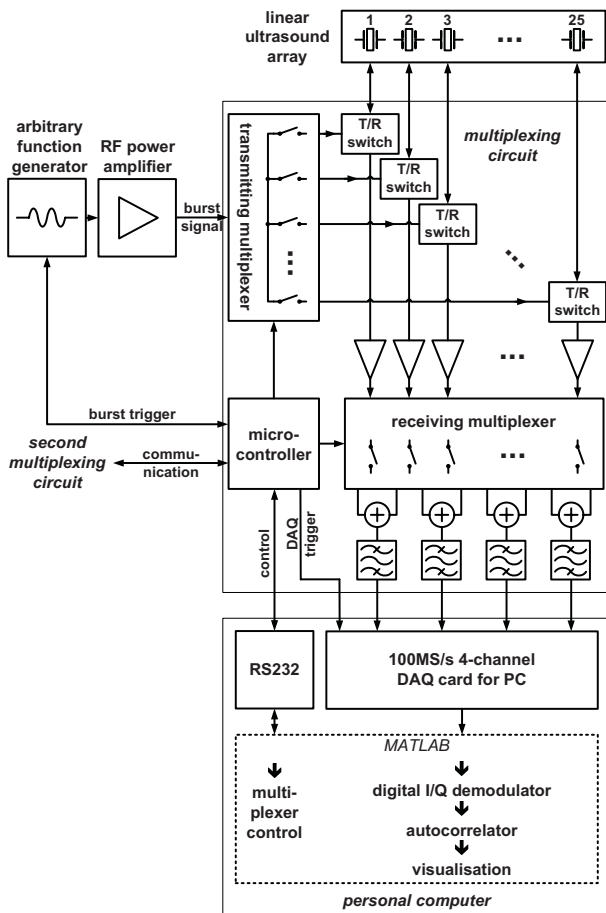 linear
ultrasound
array
1 2 3 ... 25
arbitrary
function
generator
RF power
amplifier
burst
signal
transmitting multiplexer
T/R
switch
T/R
switch
T/R
switch
T/R
switch
multiplexing
circuit
burst trigger
second
multiplexing
circuit
commu-
nication
micro-
controller
receiving multiplexer
control
DAQ
trigger
RS232
100MS/s 4-channel
DAQ card for PC
MATLAB
multi-
plexer
control
digital I/Q demodulator
autocorrelator
visualisation
personal computer